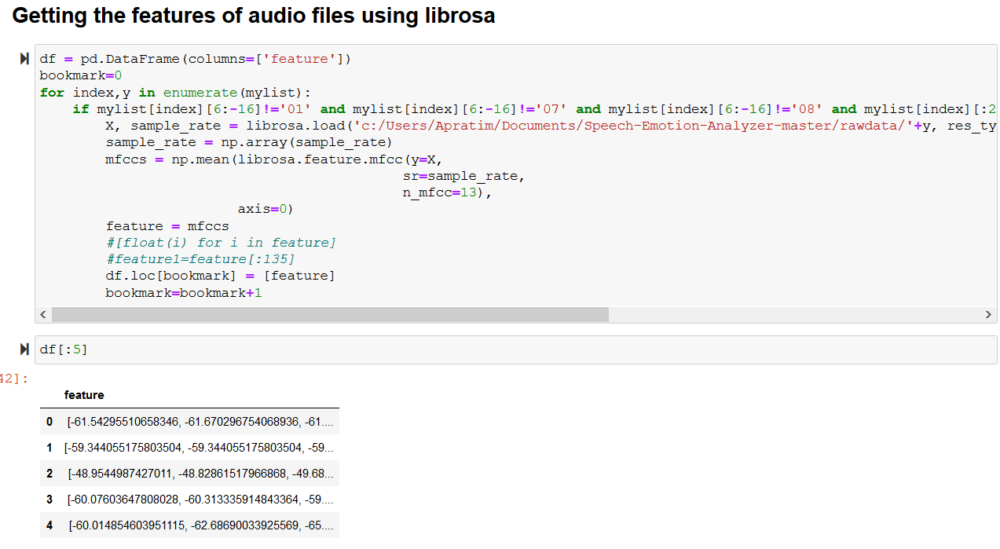 Getting the features of audio files using librosa
df = pd.DataFrame(columns=['feature'])
bookmark=0
for index,y in enumerate(mylist):
    if mylist[index][6:-16]!='01' and mylist[index][6:-16]!='07' and mylist[index][6:-16]!='08' and mylist[index][:2
        X, sample_rate = librosa.load('c:/Users/Apratim/Documents/Speech-Emotion-Analyzer-master/rawdata/'+y, res_ty
        sample_rate = np.array(sample_rate)
        mfccs = np.mean(librosa.feature.mfcc(y=X,
                                            sr=sample_rate,
                                            n_mfcc=13),
                        axis=0)
        feature = mfccs
        #[float(i) for i in feature]
        #feature1=feature[:135]
        df.loc[bookmark] = [feature]
        bookmark=bookmark+1
df[:5]
42]:
feature
0 [-61.54295510658346, -61.670296754068936, -61....
1 [-59.344055175803504, -59.344055175803504, -59...
2 [-48.9544987427011, -48.82861517966868, -49.68...
3 [-60.07603647808028, -60.313335914843364, -59....
4 [-60.014854603951115, -62.68690033925569, -65....